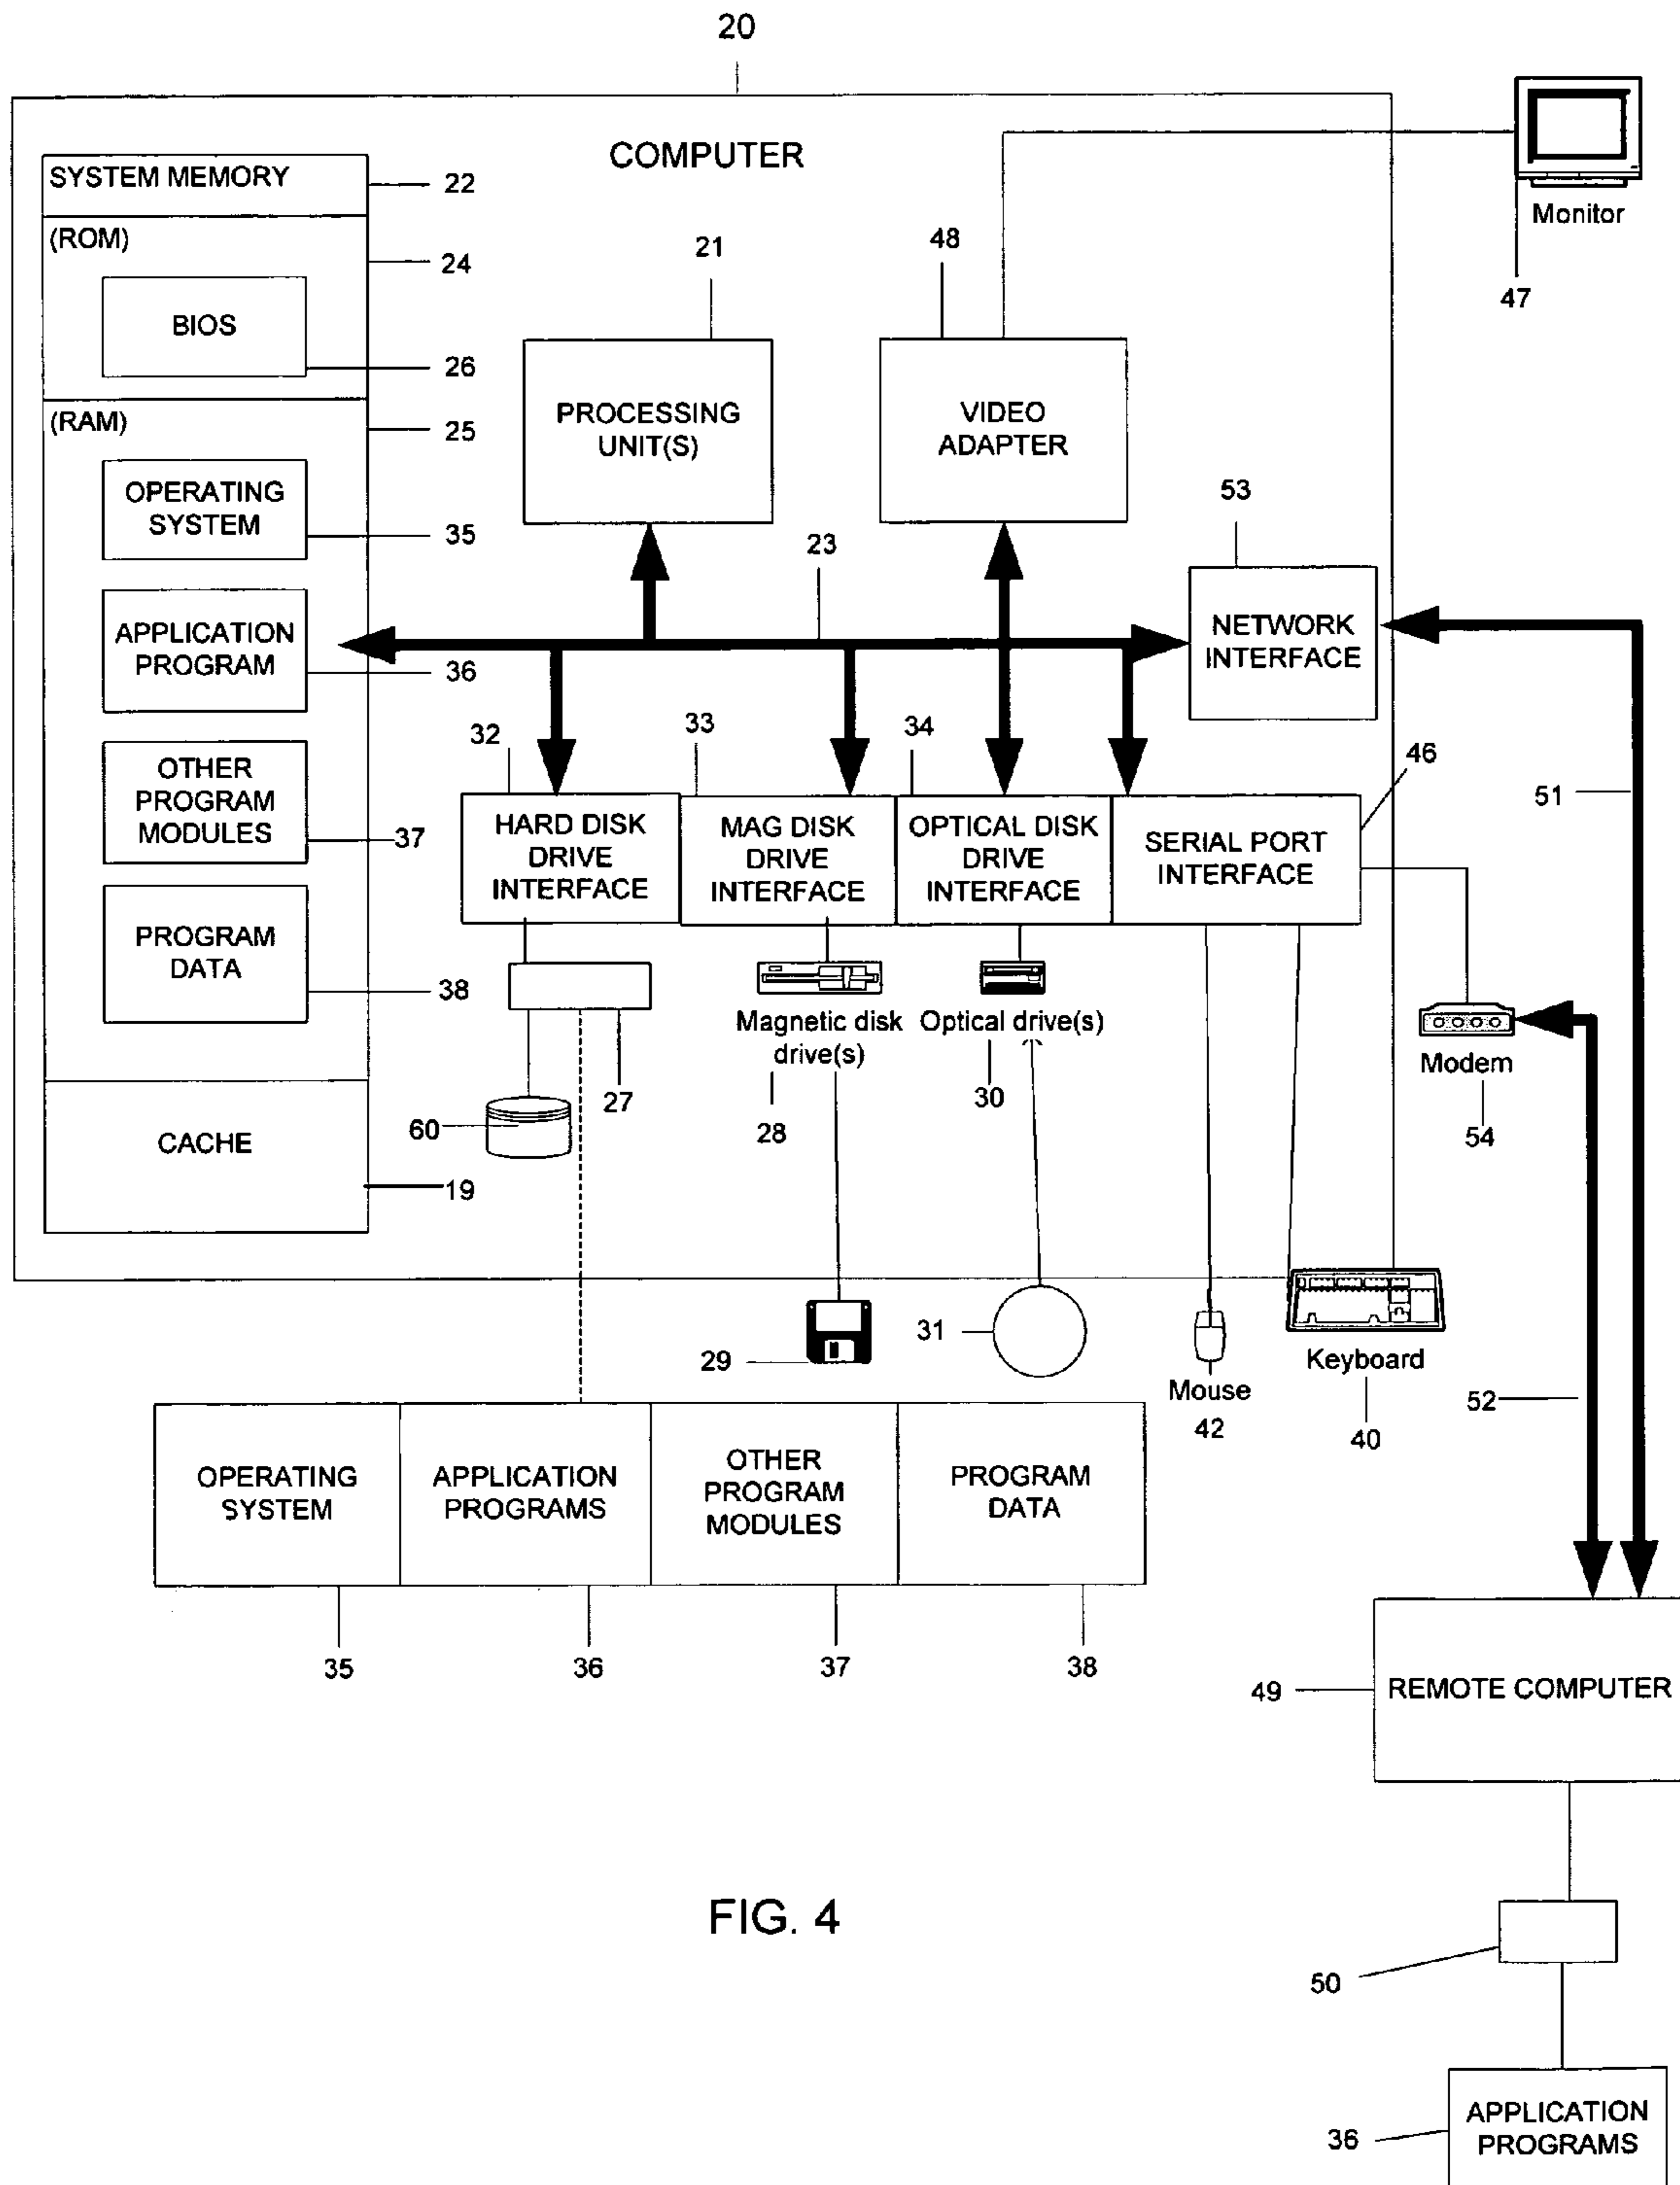 20
COMPUTER
SYSTEM MEMORY
22
(ROM)
24
BIOS
26
(RAM)
25
OPERATING
SYSTEM
35
APPLICATION
PROGRAM
36
OTHER
PROGRAM
MODULES
37
PROGRAM
DATA
38
CACHE
19
21
PROCESSING
UNIT(S)
48
VIDEO
ADAPTER
Monitor
47
23
53
NETWORK
INTERFACE
32
HARD DISK
DRIVE
INTERFACE
33
MAG DISK
DRIVE
INTERFACE
34
OPTICAL DISK
DRIVE
INTERFACE
46
SERIAL PORT
INTERFACE
51
27
60
Magnetic disk
drive(s)
28
Optical drive(s)
30
Modem
54
29
31
Mouse
42
Keyboard
40
52
OPERATING
SYSTEM
APPLICATION
PROGRAMS
OTHER
PROGRAM
MODULES
PROGRAM
DATA
35
36
37
38
49
REMOTE COMPUTER
FIG. 4
50
36
APPLICATION
PROGRAMS